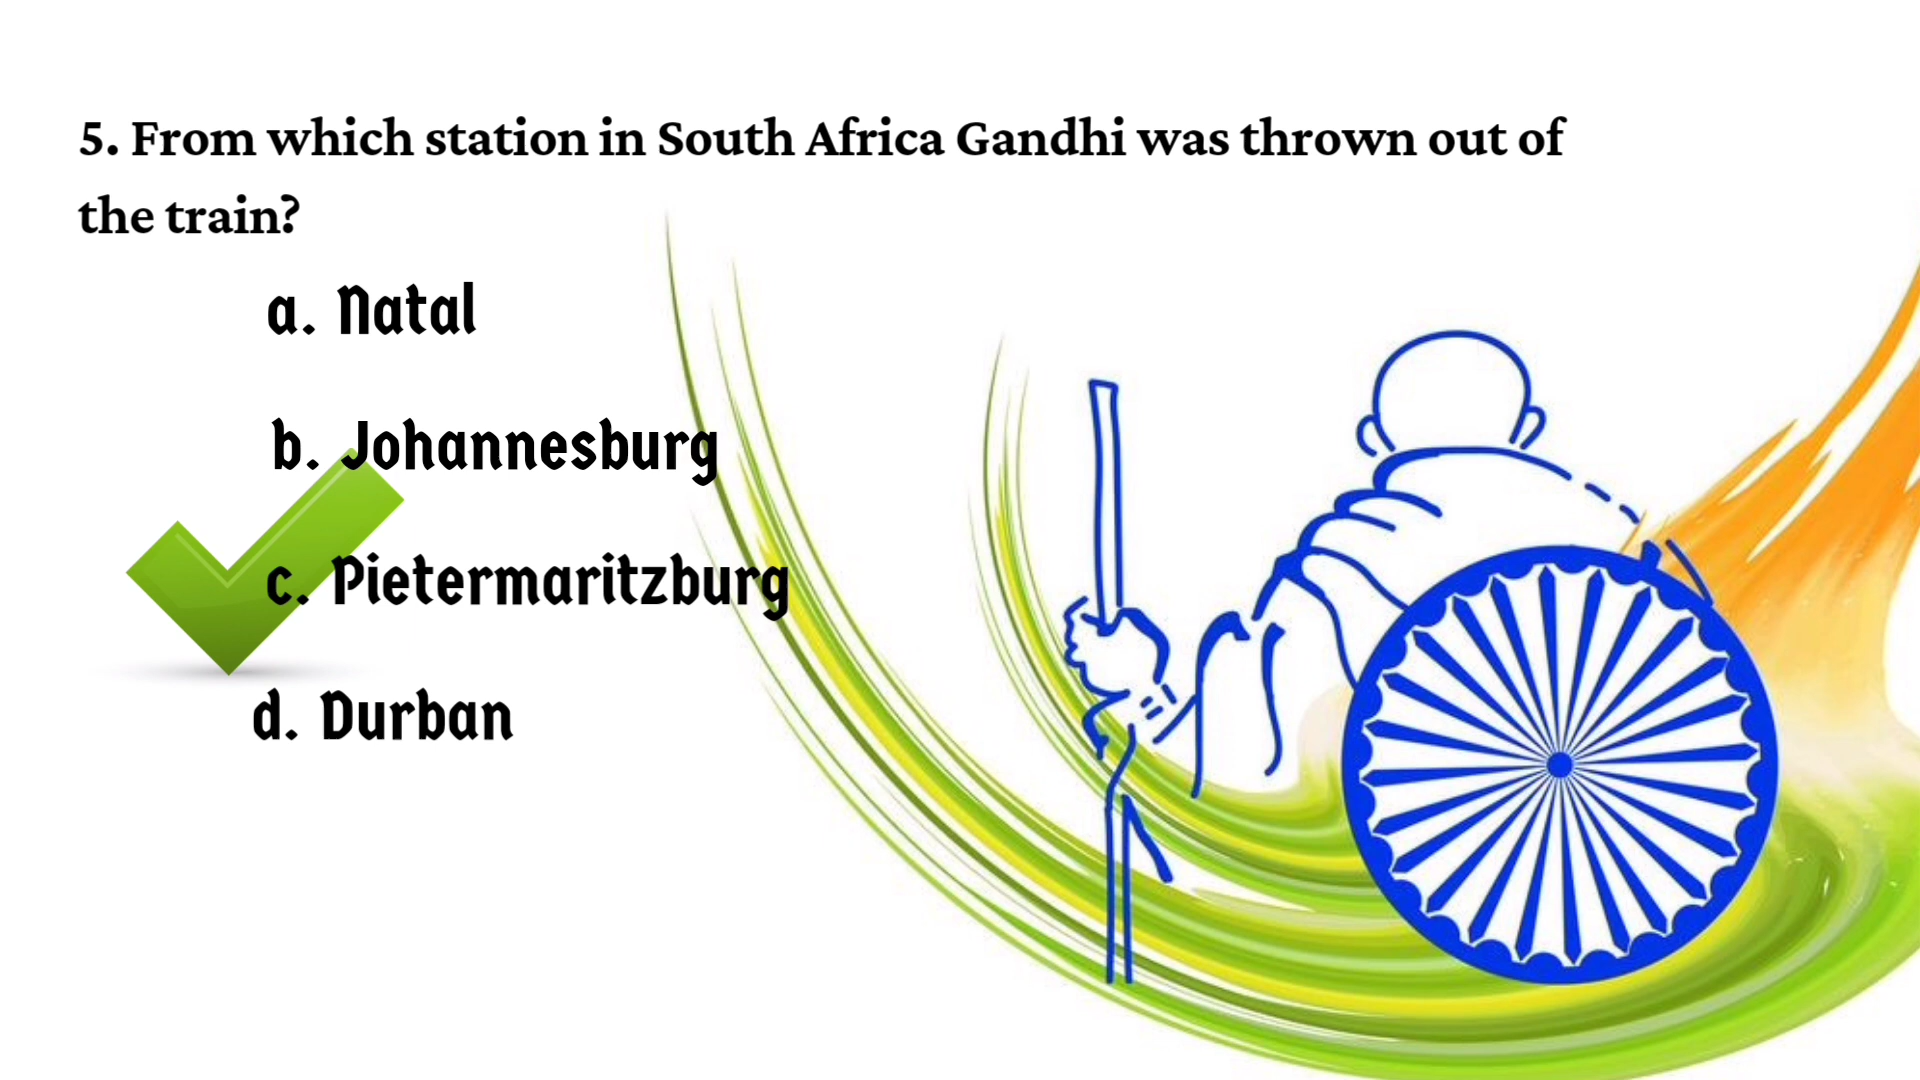 5. From which station in South Africa Gandhi was thrown out of
the train?
a. Natal
b. Johannesburg
c. Pietermaritzburg
d. Durban